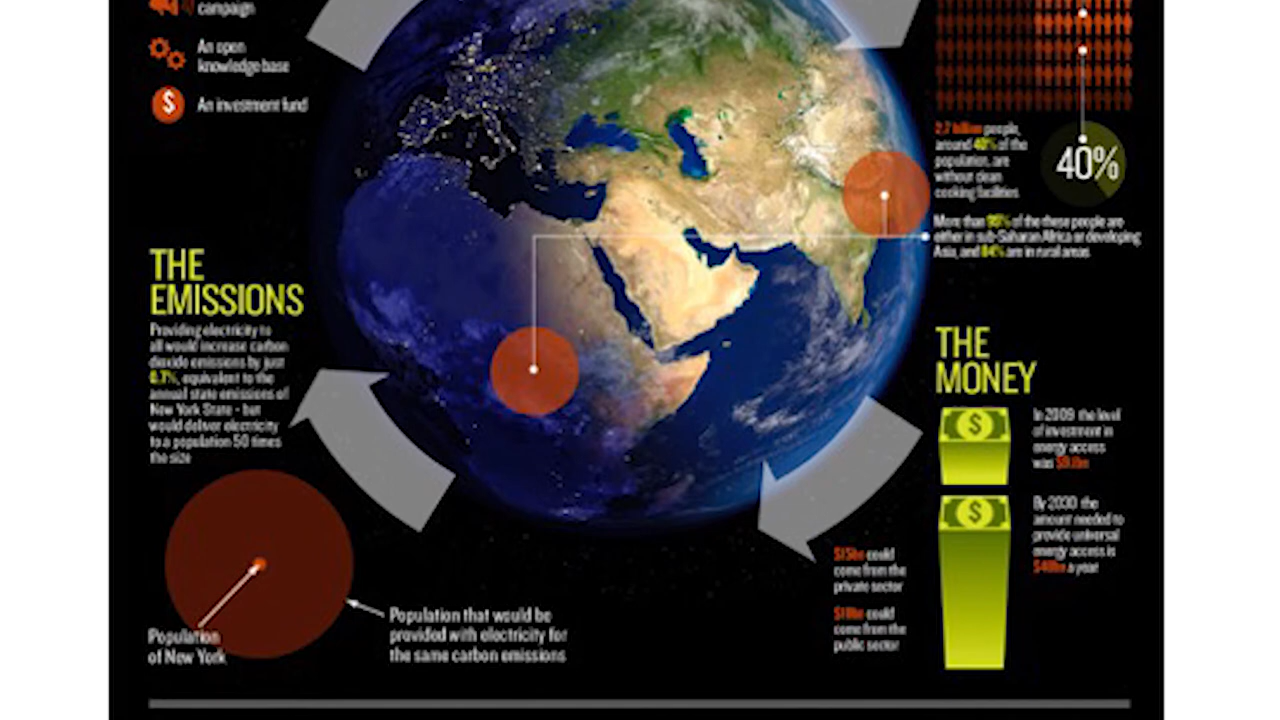 campaign
An open
knowledge base
$
An investment fund
THE
EMISSIONS
Providing electricity to
all would increase carbon
dioxide emissions by just
0.7%, equivalent to the
annual state emissions of
New York State - but
would deliver electricity
to a population 50 times
the size
Population
of New York
Population that would be
provided with electricity for
the same carbon emissions
2.7 billion people,
around 40% of the
population, are
without clean
cooking facilities
40%
More than 95% of the these people are
either in sub-Saharan Africa or developing
Asia, and 84% are in rural areas
THE
MONEY
$
In 2009 the level
of investment in
energy access
was
$
By 2030 the
amount needed to
provide universal
energy access is
a year
could
come from the
private sector
could
come from the
public sector